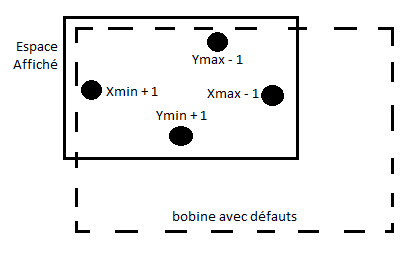 Espace
Affiché
Ymax - 1
Xmin + 1
Xmax - 1
Ymin + 1
bobine avec défauts